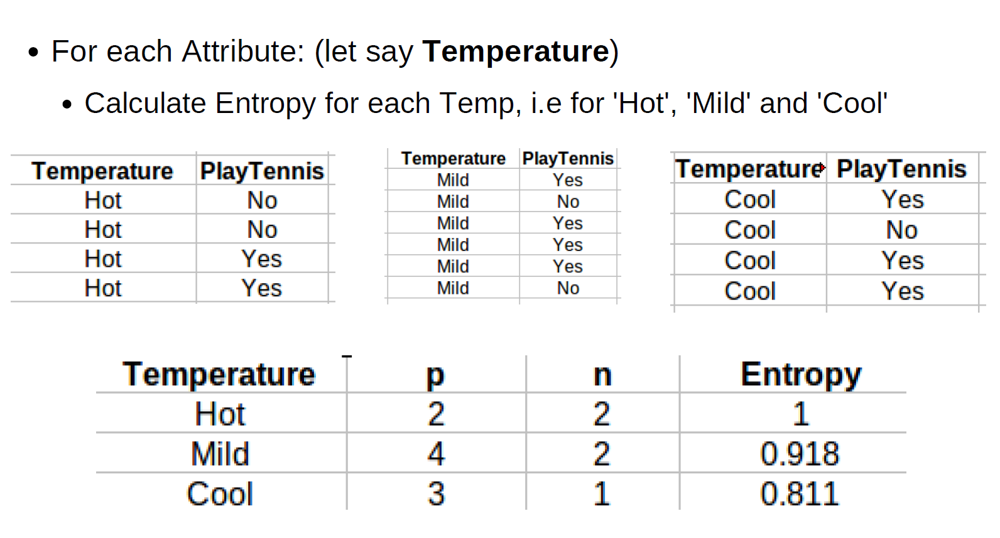 • For each Attribute: (let say Temperature)
• Calculate Entropy for each Temp, i.e for 'Hot', 'Mild' and 'Cool'
Temperature PlayTennis
Hot No
Hot No
Hot Yes
Hot Yes
Temperature PlayTennis
Mild Yes
Mild No
Mild Yes
Mild Yes
Mild Yes
Mild No
Temperature PlayTennis
Cool Yes
Cool No
Cool Yes
Cool Yes
Temperature p n Entropy
Hot 2 2 1
Mild 4 2 0.918
Cool 3 1 0.811